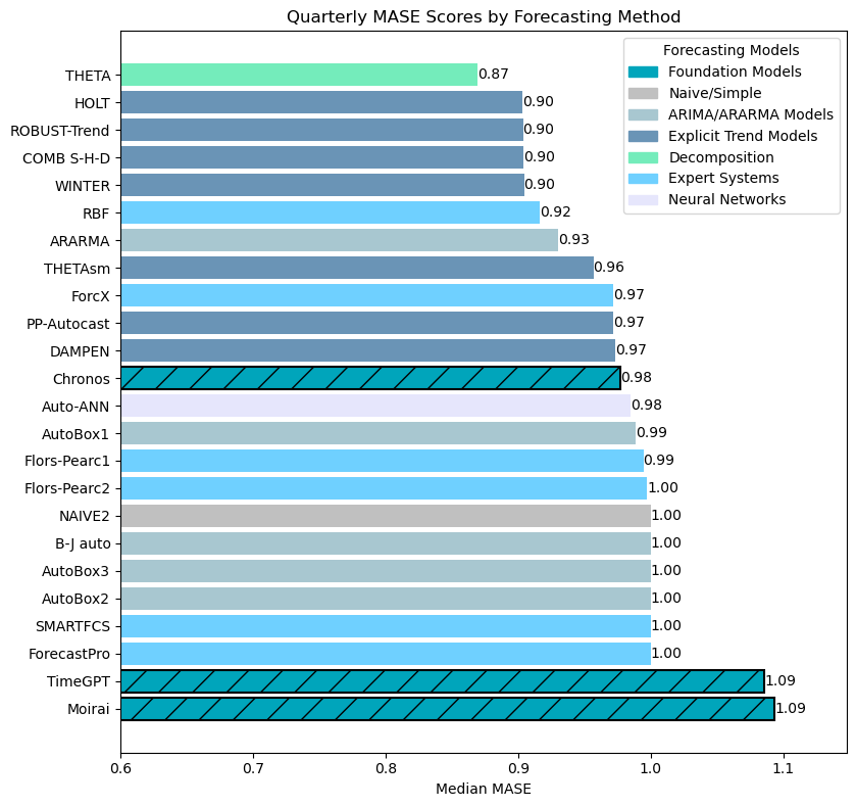 Quarterly MASE Scores by Forecasting Method
Forecasting Models
Foundation Models
Naive/Simple
ARIMA/ARARMA Models
Explicit Trend Models
Decomposition
Expert Systems
Neural Networks
THETA 0.87
HOLT 0.90
ROBUST-Trend 0.90
COMB S-H-D 0.90
WINTER 0.90
RBF 0.92
ARARMA 0.93
THETAsm 0.96
ForcX 0.97
PP-Autocast 0.97
DAMPEN 0.97
Chronos 0.98
Auto-ANN 0.98
AutoBox1 0.99
Flors-Pearc1 0.99
Flors-Pearc2 1.00
NAIVE2 1.00
B-J auto 1.00
AutoBox3 1.00
AutoBox2 1.00
SMARTFCS 1.00
ForecastPro 1.00
TimeGPT 1.09
Moirai 1.09
0.6 0.7 0.8 0.9 1.0 1.1
Median MASE